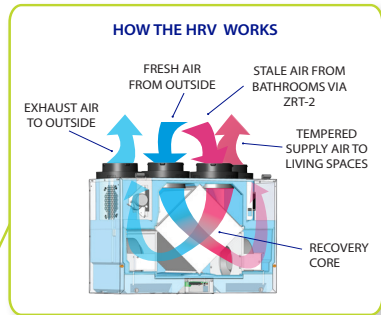 HOW THE HRV WORKS
FRESH AIR
FROM OUTSIDE
STALE AIR FROM
BATHROOMS VIA
ZRT-2
EXHAUST AIR
TO OUTSIDE
TEMPERED
SUPPLY AIR TO
LIVING SPACES
RECOVERY
CORE